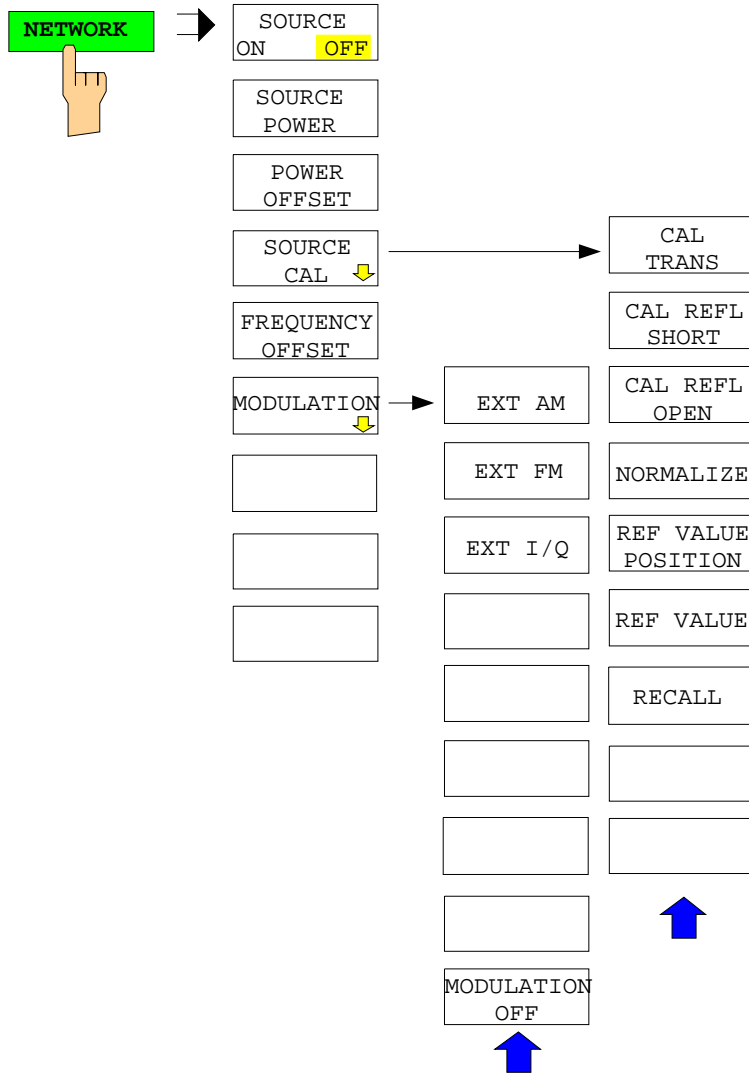 NETWORK
SOURCE
ON OFF
SOURCE
POWER
POWER
OFFSET
SOURCE
CAL
FREQUENCY
OFFSET
MODULATION
EXT AM
EXT FM
EXT I/Q
MODULATION
OFF
CAL
TRANS
CAL REFL
SHORT
CAL REFL
OPEN
NORMALIZE
REF VALUE
POSITION
REF VALUE
RECALL